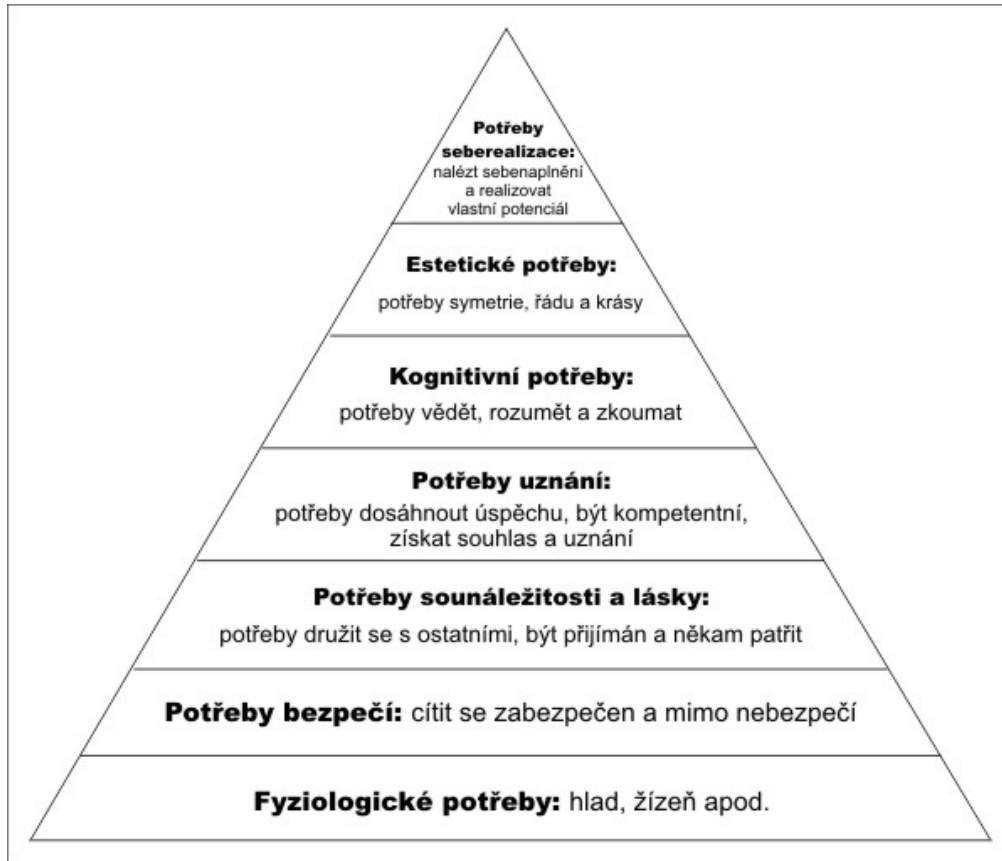 Potřeby
seberealizace:
nalézt sebenaplnění
a realizovat
vlastní potenciál
Estetické potřeby:
potřeby symetrie, řádu a krásy
Kognitivní potřeby:
potřeby vědět, rozumět a zkoumat
Potřeby uznání:
potřeby dosáhnout úspěchu, být kompetentní,
získat souhlas a uznání
Potřeby sounáležitosti a lásky:
potřeby družit se s ostatními, být přijímán a někam patřit
Potřeby bezpečí: cítit se zabezpečen a mimo nebezpečí
Fyziologické potřeby: hlad, žízeň apod.